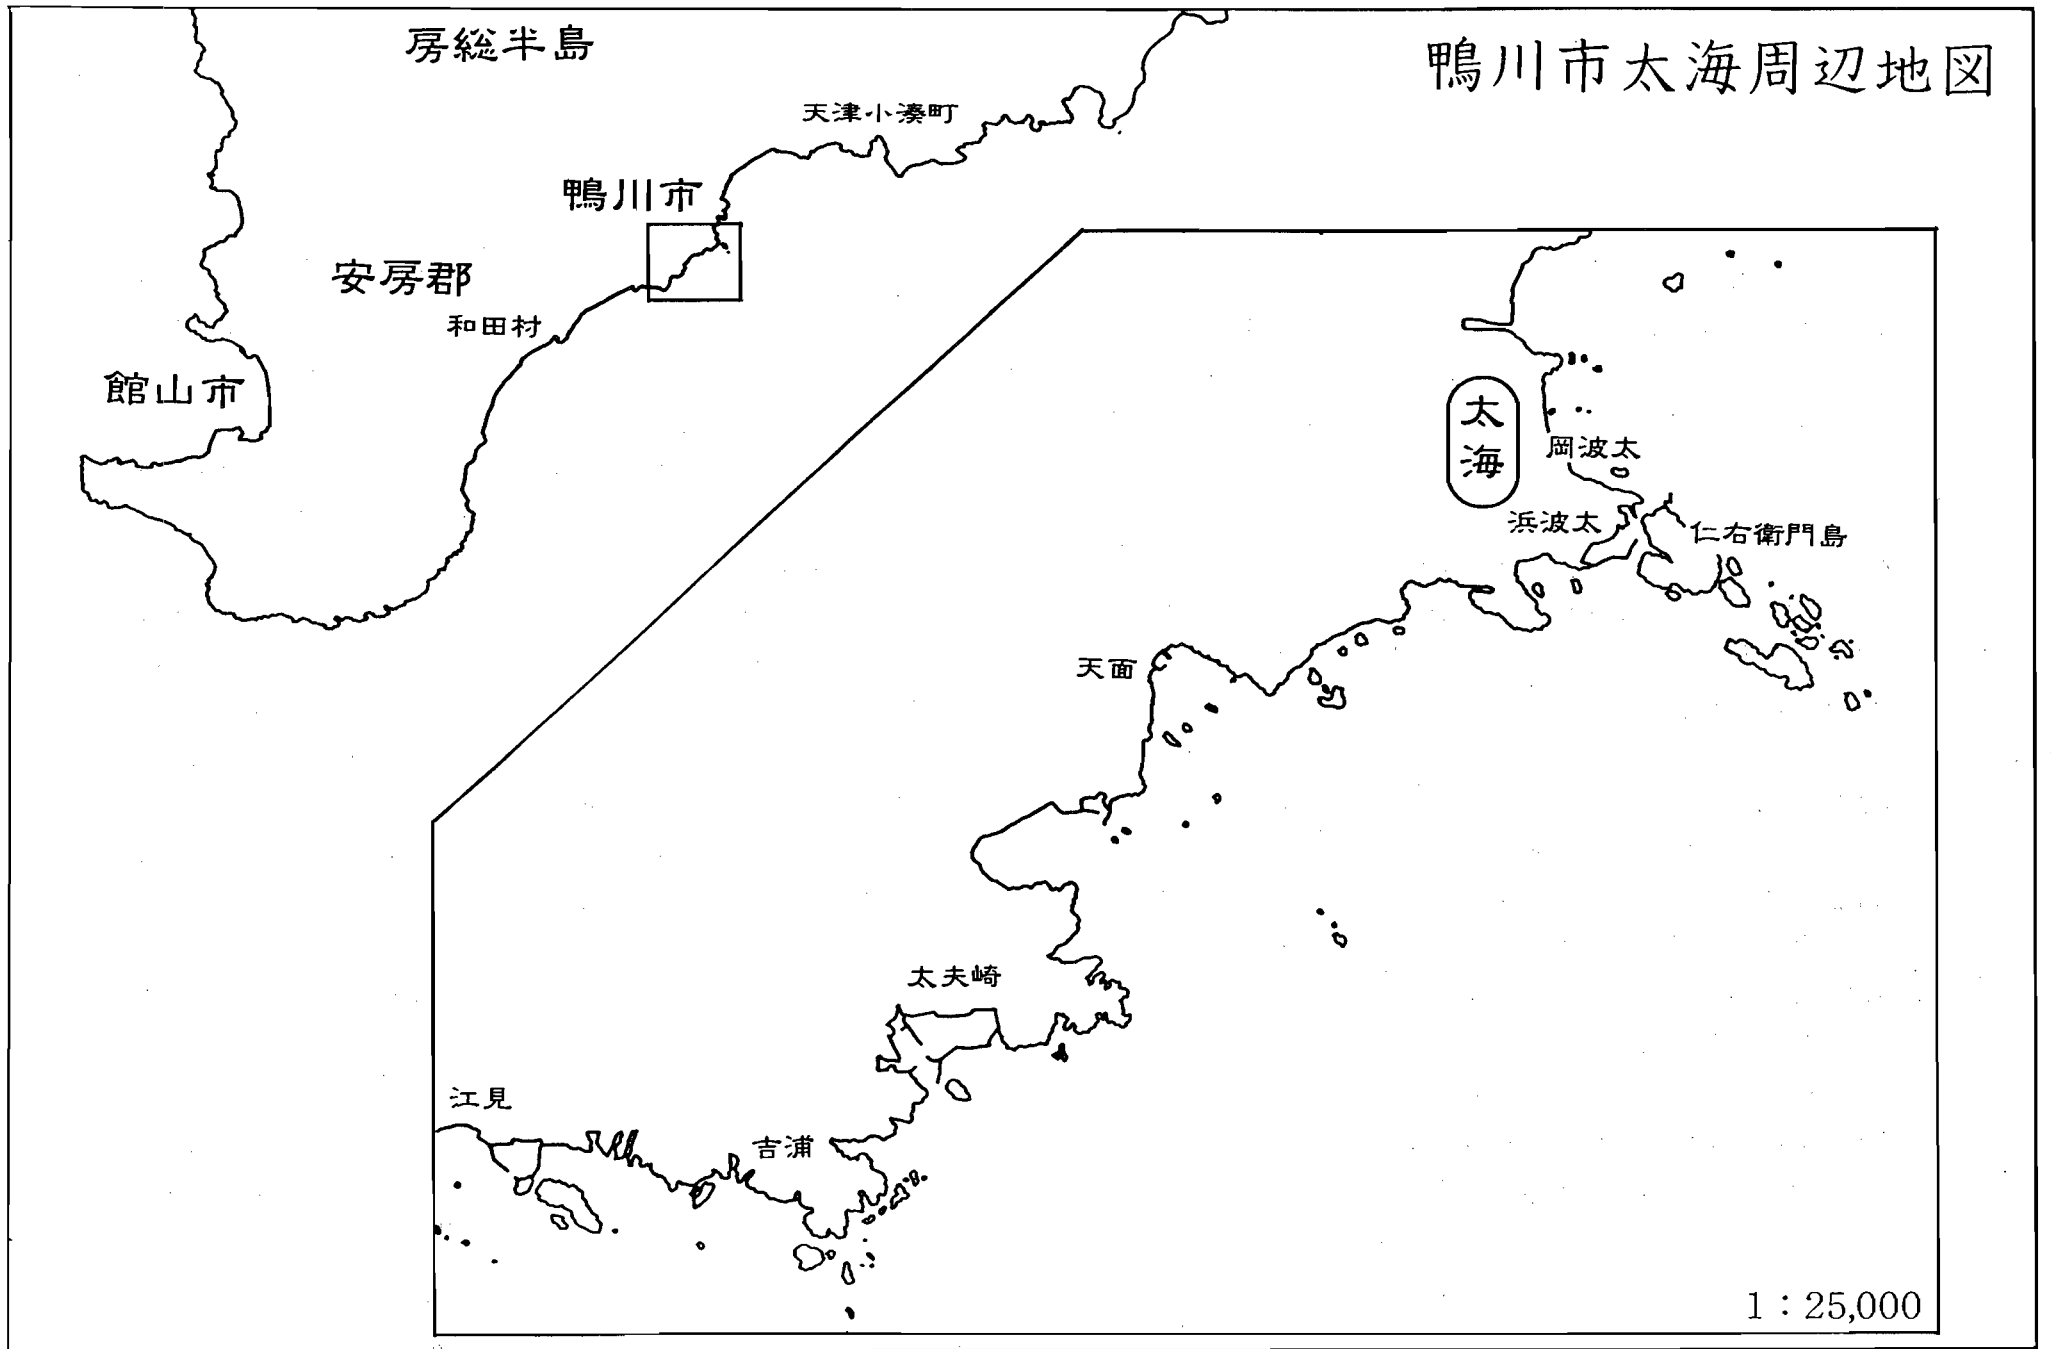 鴨川市太海周辺地図
房総半島
天津小湊町
鴨川市
安房郡
和田村
館山市
太海
岡波太
浜波太
仁右衛門島
天面
太夫崎
江見
吉浦
1：25,000